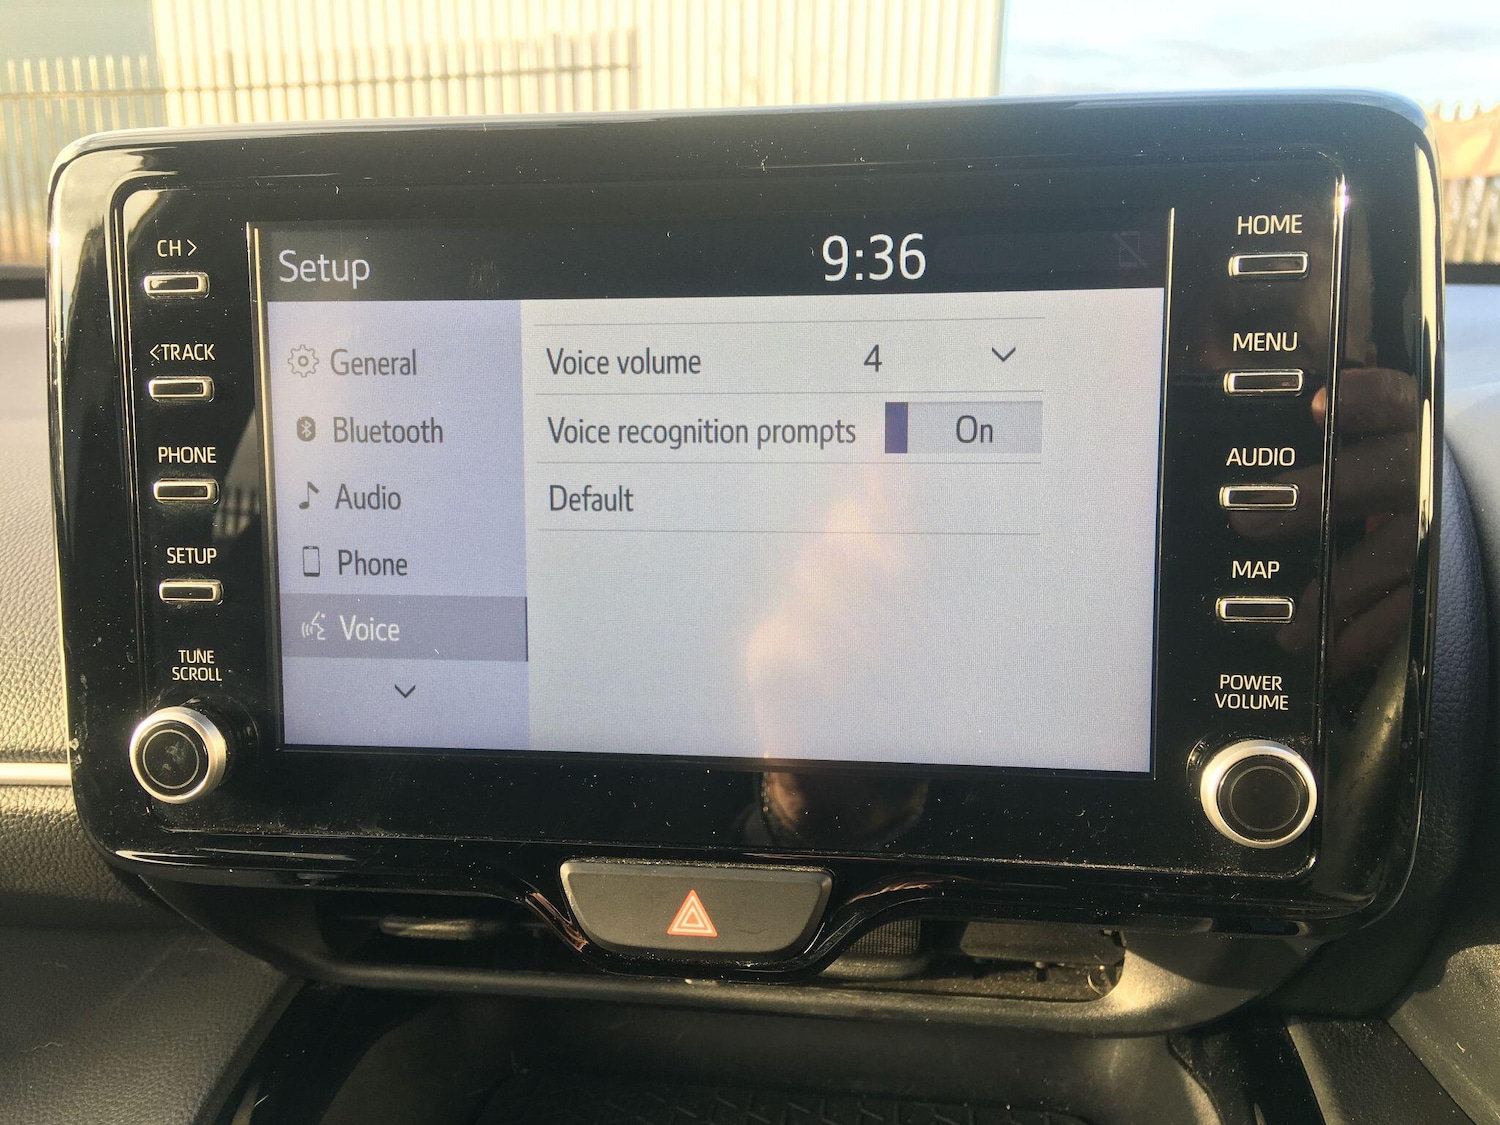 Setup
9:36
General
Bluetooth
Audio
Phone
Voice
Voice volume 4
Voice recognition prompts On
Default
CH >
<TRACK
PHONE
SETUP
TUNE
SCROLL
HOME
MENU
AUDIO
MAP
POWER
VOLUME